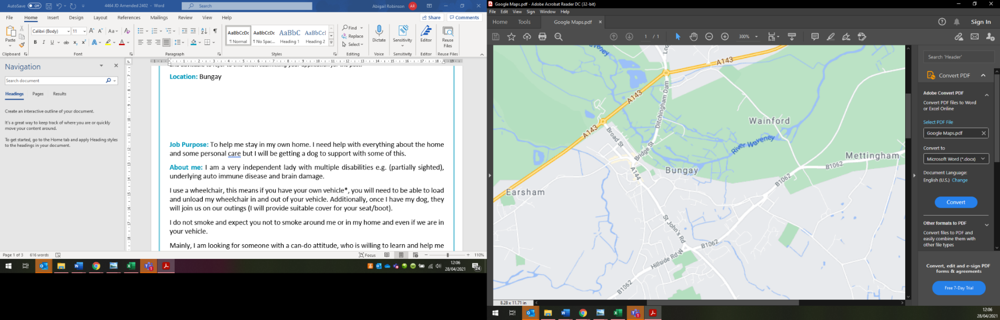 AutoSave Off
4464 JD Amended 2402 - Word
Search
Abigail Robinson AR
File Home Insert Design Layout References Mailings Review View Help
Share Comments
Paste
Calibri (Body) 11
Find
Replace
Select
Dictate
Sensitivity
Editor
Reuse Files
AaBbCcDc AaBbCcDc AaBbC AaBbCcI
¶ Normal ¶ No Spac... Heading 1 Heading 2
Clipboard Font Paragraph Styles Editing Voice Sensitivity Editor Reuse Files
Navigation
Search document
Headings Pages Results
Create an interactive outline of your document.
It's a great way to keep track of where you are or quickly
move your content around.
To get started, go to the Home tab and apply Heading styles
to the headings in your document.
and advisable to refer to this when submitting your application for the post.
Location: Bungay
Job Purpose: To help me stay in my own home. I need help with everything about the home
and some personal care but I will be getting a dog to support with some of this.
About me: I am a very independent lady with multiple disabilities e.g. (partially sighted),
underlying auto immune disease and brain damage.
I use a wheelchair, this means if you have your own vehicle*, you will need to be able to load
and unload my wheelchair in and out of your vehicle. Additionally, once I have my dog, they
will join us on our outings (I will provide suitable cover for your seat/boot).
I do not smoke and expect you not to smoke around me or in my home and even if we are in
your vehicle.
Mainly, I am looking for someone with a can-do attitude, who is willing to learn and help me
Page 1 of 3 616 words
Focus
110%
12:06
28/04/2021
24
Google Maps.pdf - Adobe Acrobat Reader DC (32-bit)
File Edit View Sign Window Help
Home Tools Google Maps.pdf ×
Sign In
1 / 1
300%
A143
A143
A143
Ditchingham Dam
Broad St
Bridge St
Wainford
River Waveney
Mettingham
B1062
B1062
Bungay
A144
Earsham
St John's Rd
B1062
Hillside Rd W
B1062
8.28 x 11.71 in
Search 'Header'
Convert PDF
Adobe Convert PDF
Convert PDF files to Word
or Excel Online
Select PDF File
Google Maps.pdf
Convert to
Microsoft Word (*.docx)
Document Language:
English (U.S.) Change
Convert
Other formats to PDF
Convert files to PDF and
easily combine them with
other file types
Convert, edit and e-sign PDF
forms & agreements
Free 7-Day Trial
12:06
28/04/2021